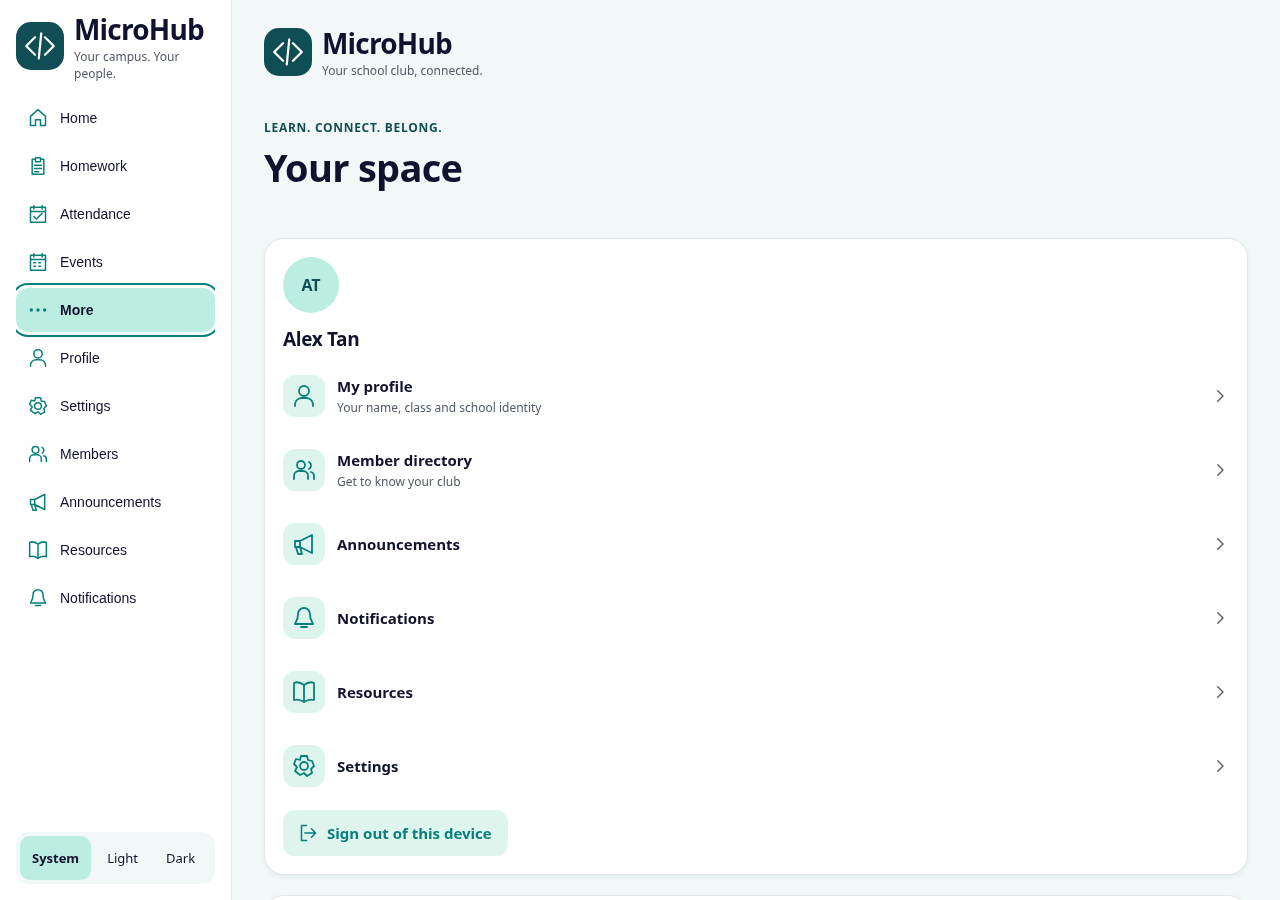 MicroHub
Your campus. Your
people.
Home
Homework
Attendance
Events
More
Profile
Settings
Members
Announcements
Resources
Notifications
System
Light
Dark
MicroHub
Your school club, connected.
LEARN. CONNECT. BELONG.
Your space
AT
Alex Tan
My profile
Your name, class and school identity
Member directory
Get to know your club
Announcements
Notifications
Resources
Settings
Sign out of this device